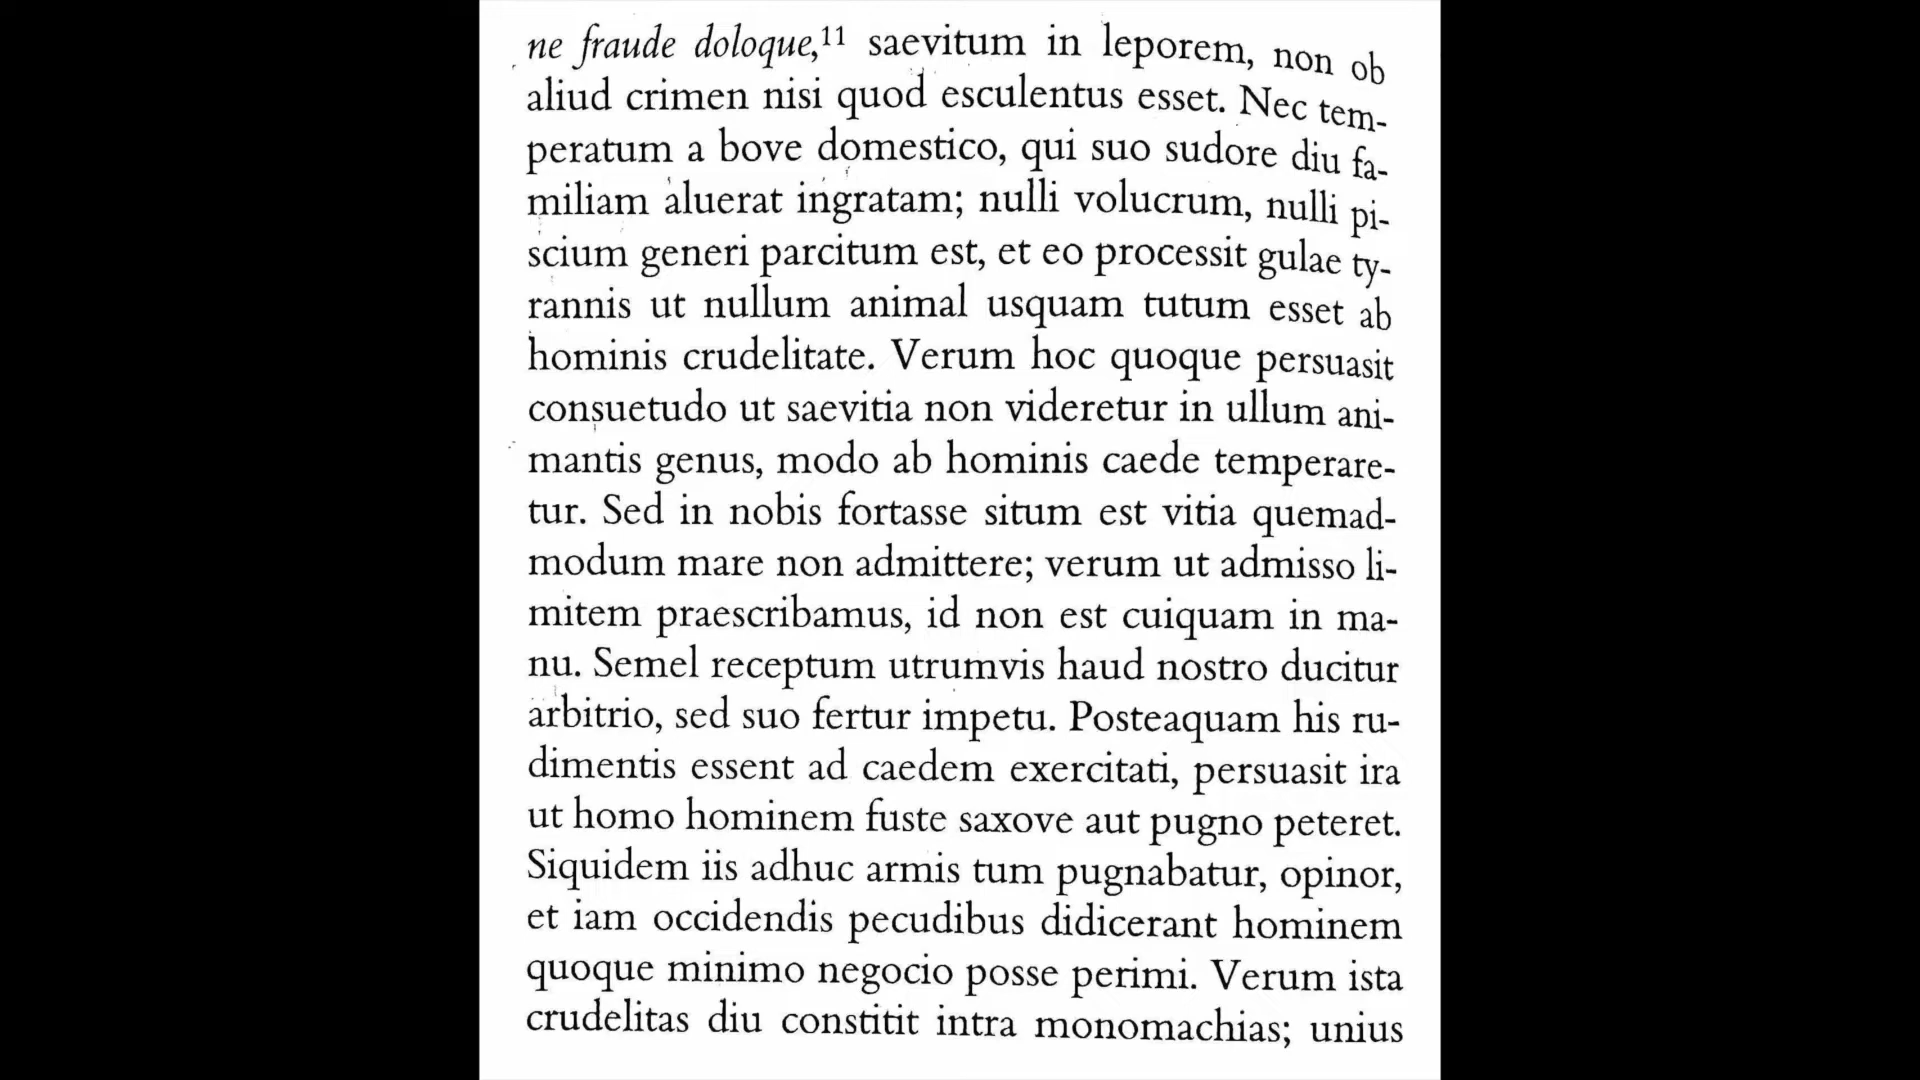 ne fraude doloque,¹¹ saevitum in leporem, non ob
aliud crimen nisi quod esculentus esset. Nec tem-
peratum a bove domestico, qui suo sudore diu fa-
miliam aluerat ingratam; nulli volucrum, nulli pi-
scium generi parcitum est, et eo processit gulae ty-
rannis ut nullum animal usquam tutum esset ab
hominis crudelitate. Verum hoc quoque persuasit
consuetudo ut saevitia non videretur in ullum ani-
mantis genus, modo ab hominis caede temperare-
tur. Sed in nobis fortasse situm est vitia quemad-
modum mare non admittere; verum ut admisso li-
mitem praescribamus, id non est cuiquam in ma-
nu. Semel receptum utrumvis haud nostro ducitur
arbitrio, sed suo fertur impetu. Posteaquam his ru-
dimentis essent ad caedem exercitati, persuasit ira
ut homo hominem fuste saxove aut pugno peteret.
Siquidem iis adhuc armis tum pugnabatur, opinor,
et iam occidendis pecudibus didicerant hominem
quoque minimo negocio posse perimi. Verum ista
crudelitas diu constitit intra monomachias; unius